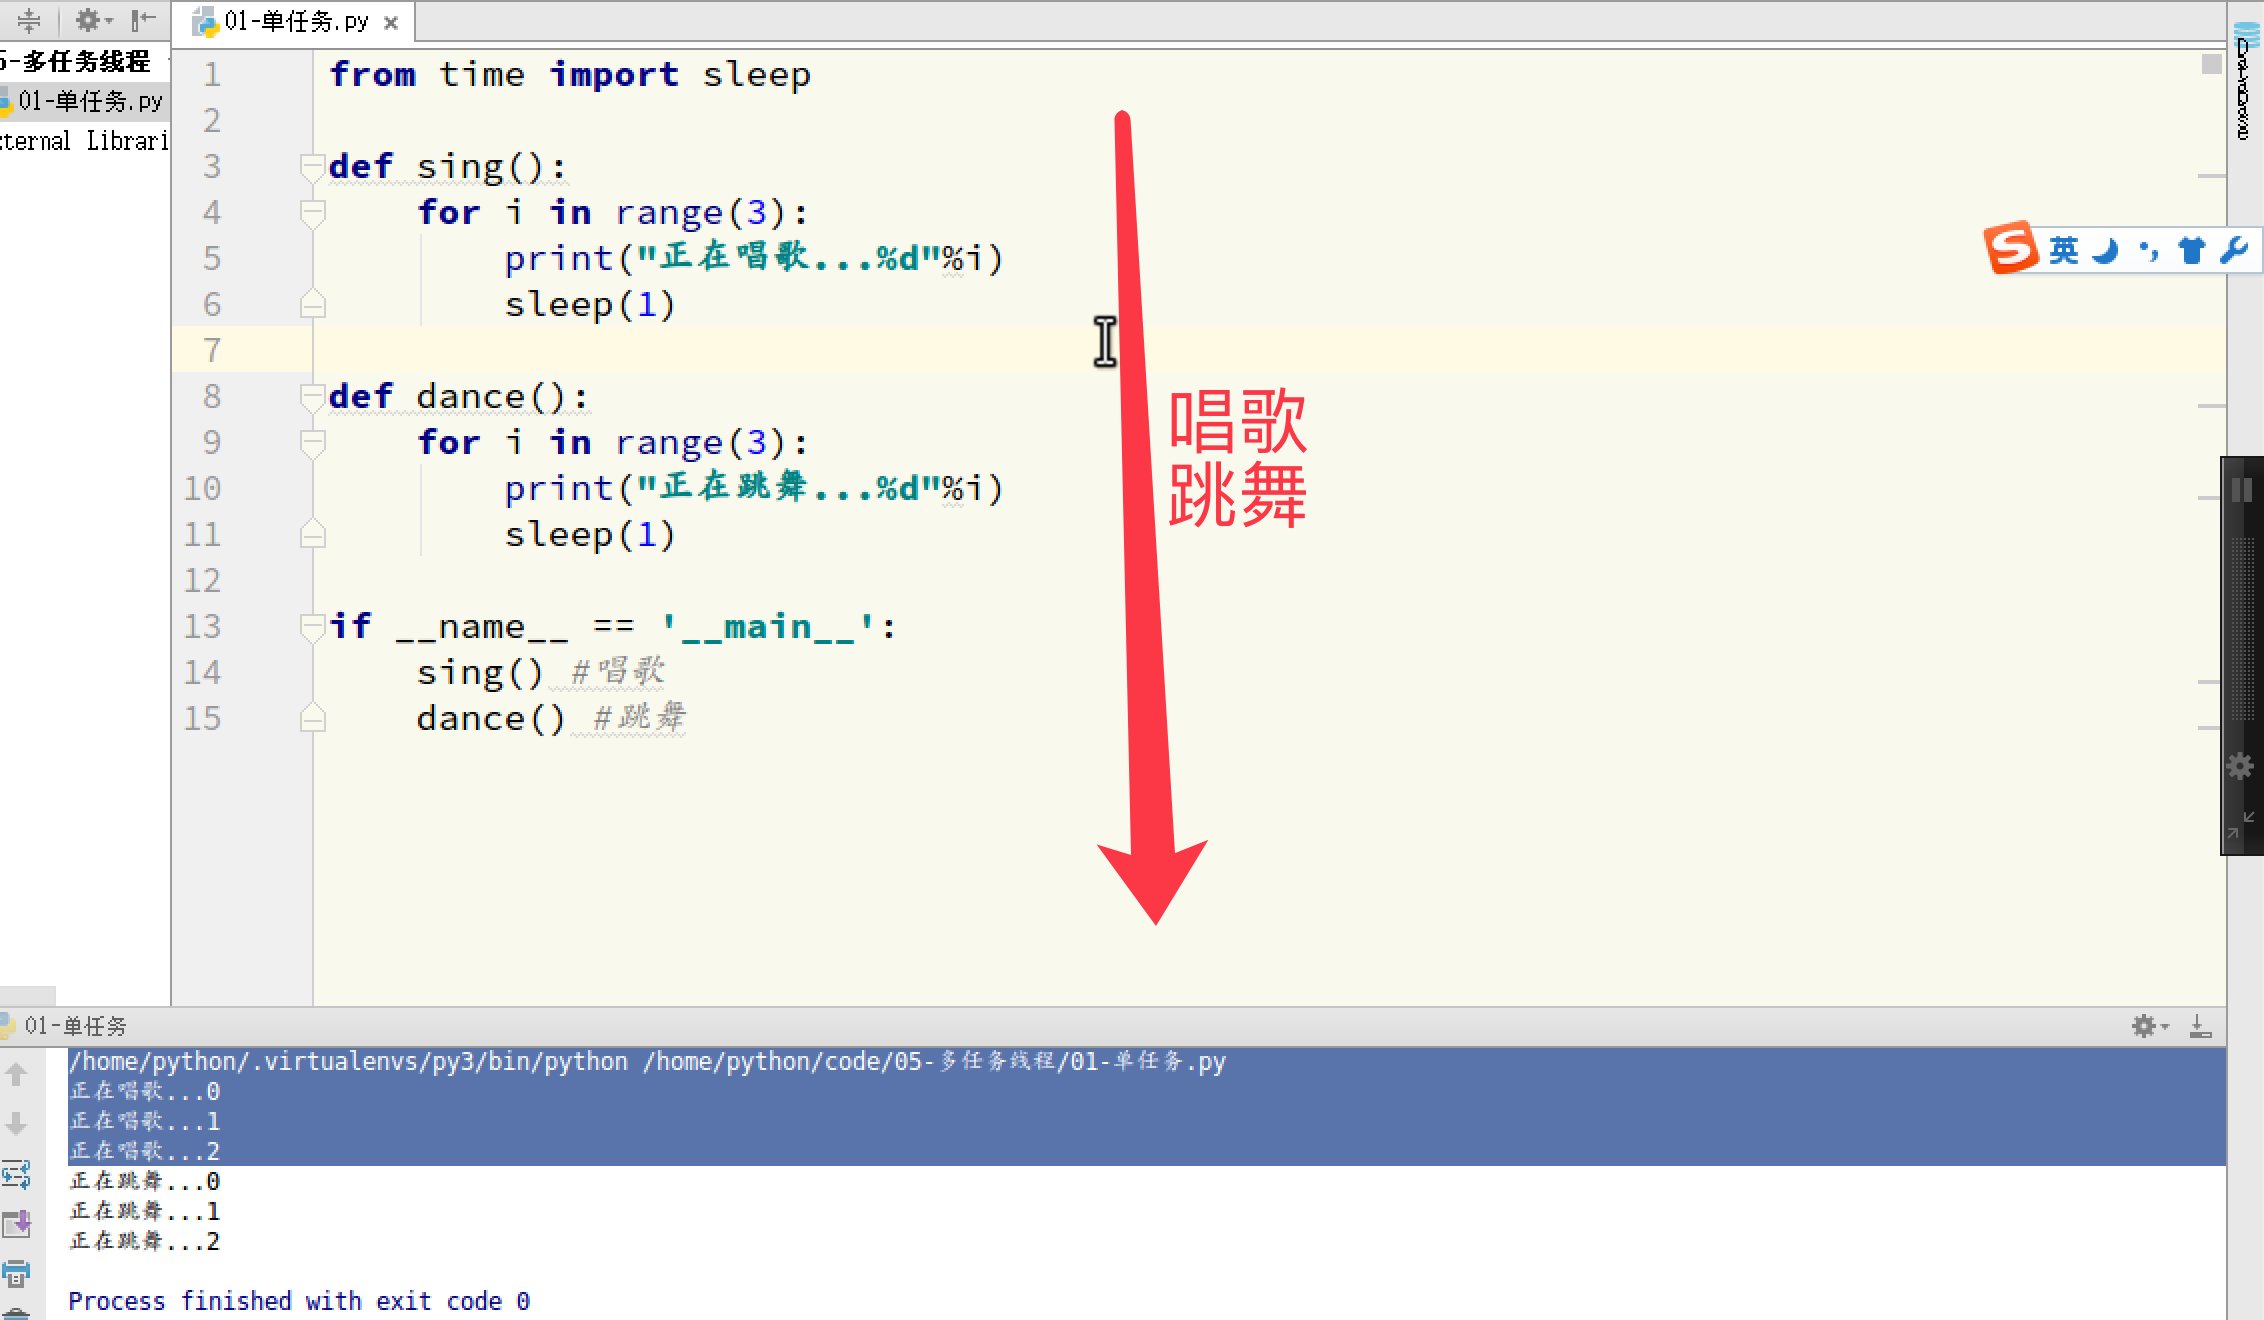 01-单任务.py
5-多任务线程
01-单任务.py
xternal Librari
1 from time import sleep
2
3 def sing():
4 for i in range(3):
5 print("正在唱歌...%d"%i)
6 sleep(1)
7
8 def dance():
9 for i in range(3):
10 print("正在跳舞...%d"%i)
11 sleep(1)
12
13 if __name__ == '__main__':
14 sing() #唱歌
15 dance() #跳舞
唱歌
跳舞
英
01-单任务
/home/python/.virtualenvs/py3/bin/python /home/python/code/05-多任务线程/01-单任务.py
正在唱歌...0
正在唱歌...1
正在唱歌...2
正在跳舞...0
正在跳舞...1
正在跳舞...2
Process finished with exit code 0